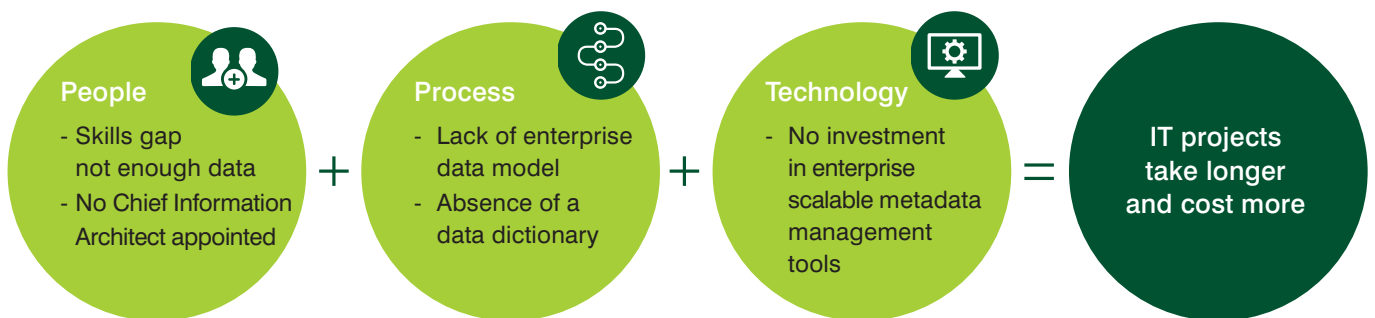 People
- Skills gap
not enough data
- No Chief Information
Architect appointed
+
Process
- Lack of enterprise
data model
- Absence of a
data dictionary
+
Technology
- No investment
in enterprise
scalable metadata
management
tools
=
IT projects
take longer
and cost more